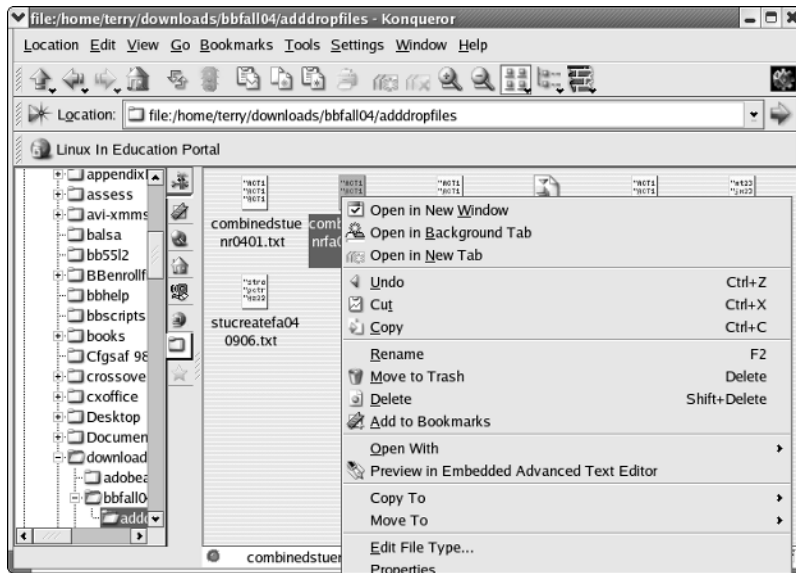 file:/home/terry/downloads/bbfall04/adddropfiles - Konqueror
Location Edit View Go Bookmarks Tools Settings Window Help
Location: file:/home/terry/downloads/bbfall04/adddropfiles
Linux In Education Portal
appendixl
assess
avi-xmms
balsa
bb55l2
BBenrollf
bbhelp
bbscripts
books
Cfgsaf 98
crossove
cxoffice
Desktop
Documen
download
adobea
bbfall0
addd
combinedstue
nr0401.txt
comb
nrfa0
stucreatefa04
0906.txt
Open in New Window
Open in Background Tab
Open in New Tab
Undo Ctrl+Z
Cut Ctrl+X
Copy Ctrl+C
Rename F2
Move to Trash Delete
Delete Shift+Delete
Add to Bookmarks
Open With
Preview in Embedded Advanced Text Editor
Copy To
Move To
Edit File Type...
Properties
combinedstuer